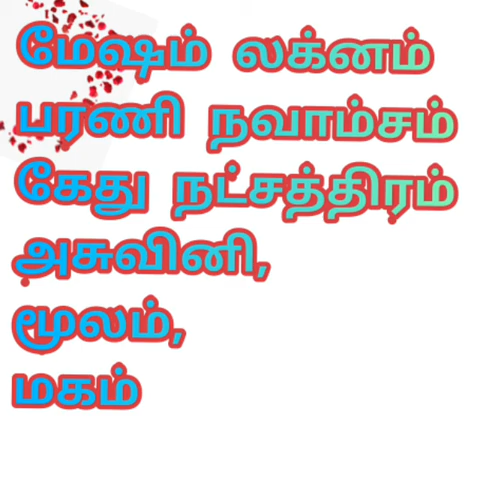 மேஷம் லக்னம்
பரணி நவாம்சம்
கேது நட்சத்திரம்
அசுவினி,
மூலம்,
மகம்